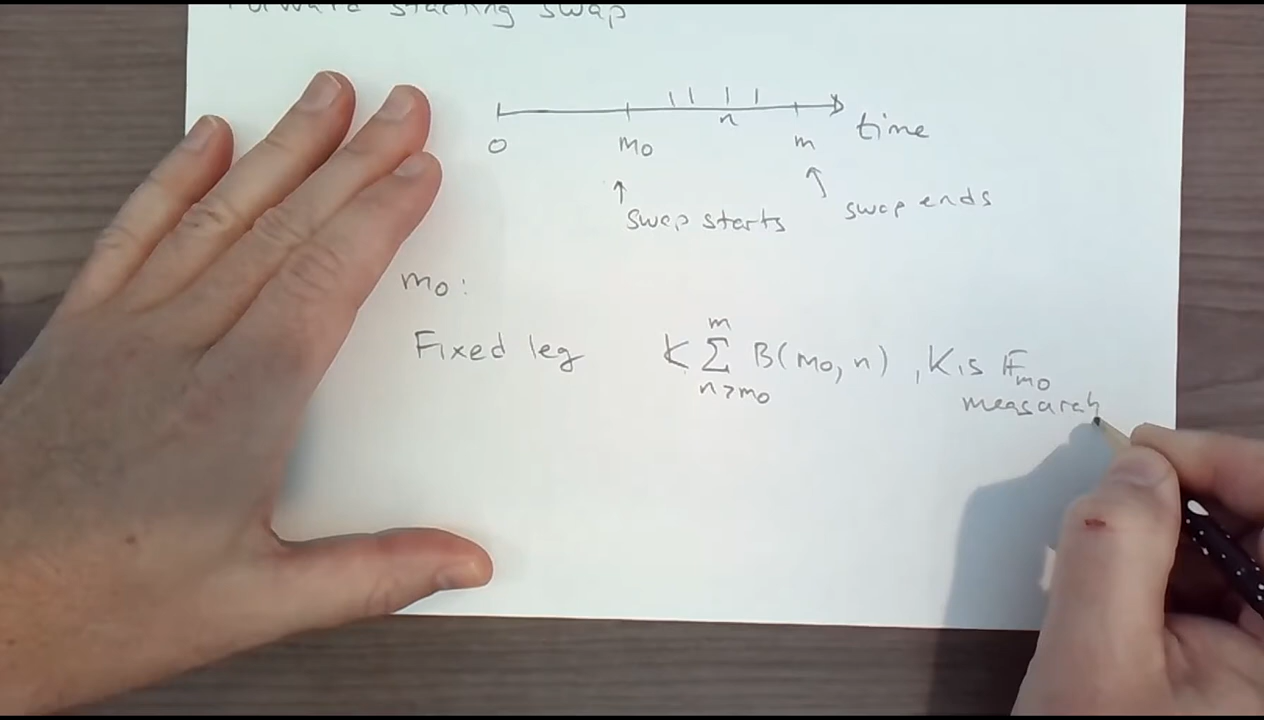 Forward starting swap
n
0 m₀ m time
↑ swap starts ↑ swap ends
m₀:
Fixed leg K Σ B(m₀, n) , K is 𝔽m₀
m
n>m₀
measurab